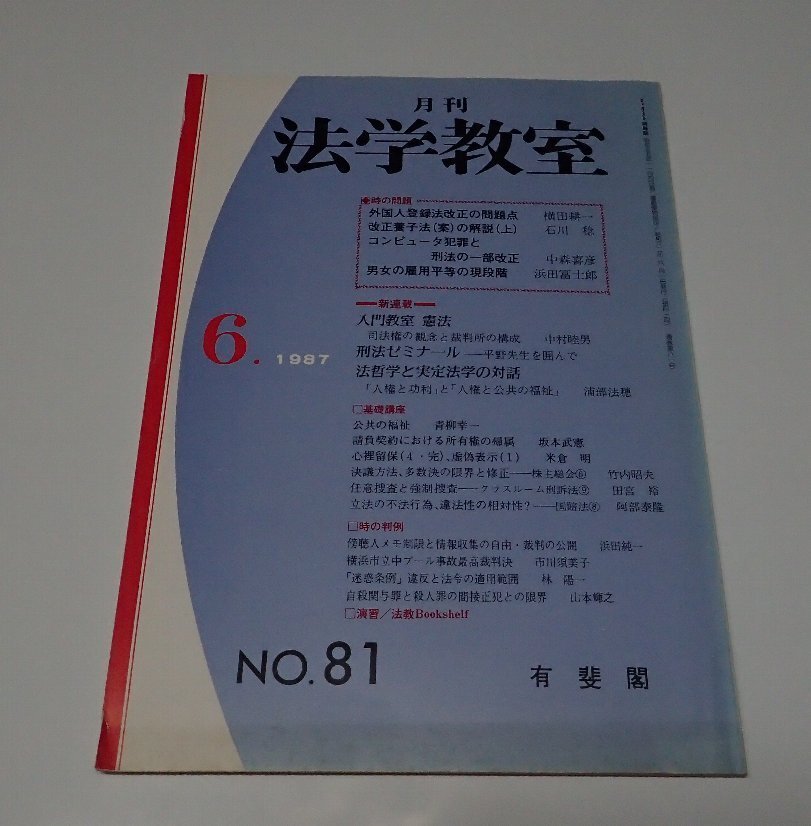 月刊
法学教室
●時の問題
外国人登録法改正の問題点 横田耕一
改正養子法(案)の解説(上) 石川 稔
コンピュータ犯罪と
刑法の一部改正 中森喜彦
男女の雇用平等の現段階 浜田冨士郎
新連載
入門教室 憲法
司法権の観念と裁判所の構成 中村睦男
刑法ゼミナール──平野先生を囲んで
法哲学と実定法学の対話
「人権と功利」と「人権と公共の福祉」 浦部法穂
6. 1987
□基礎講座
公共の福祉 青柳幸一
請負契約における所有権の帰属 坂本武憲
心裡留保(4・完)、虚偽表示(1) 米倉 明
決議方法、多数決の限界と修正──株主総会⑥ 竹内昭夫
任意捜査と強制捜査──クラスルーム刑訴法⑨ 田宮 裕
立法の不法行為、違法性の相対性?──国賠法⑧ 阿部泰隆
□時の判例
傍聴人メモ制限と情報収集の自由・裁判の公開 浜田純一
横浜市立中プール事故最高裁判決 市川須美子
「迷惑条例」違反と法令の適用範囲 林 陽一
自殺関与罪と殺人罪の間接正犯との限界 山本輝之
□演習/法教Bookshelf
NO.81
有斐閣